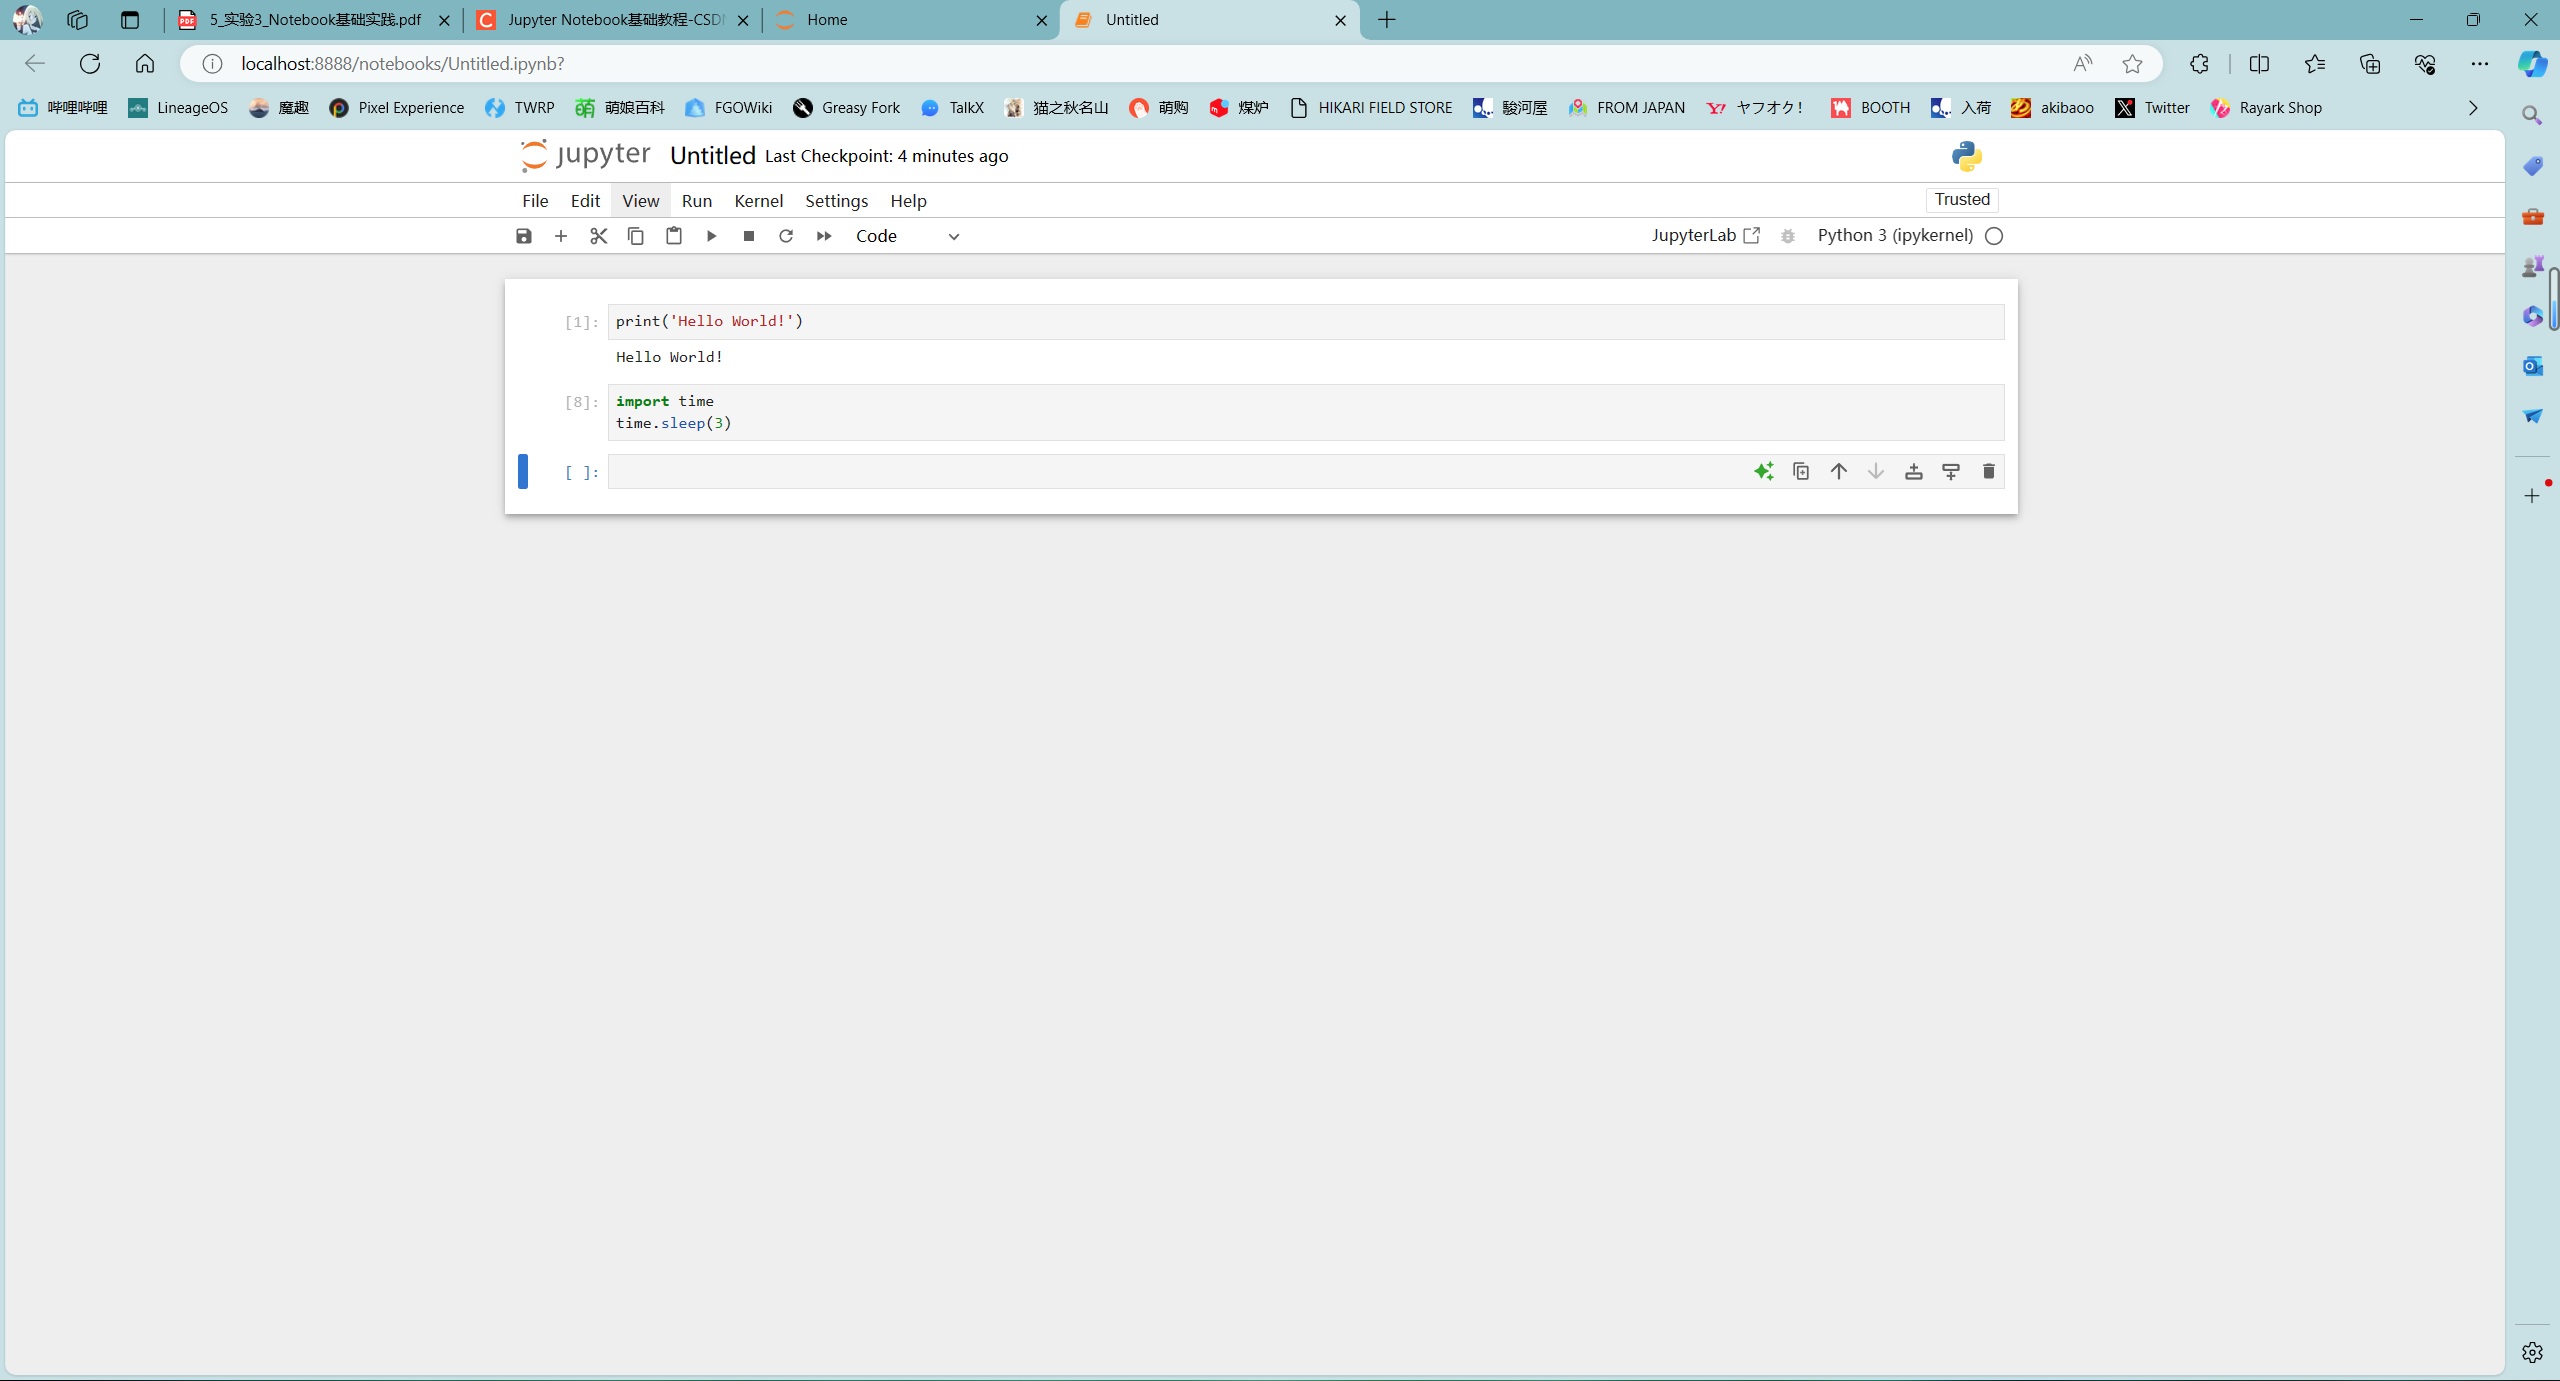 5_实验3_Notebook基础实践.pdf
Jupyter Notebook基础教程-CSD
Home
Untitled
localhost:8888/notebooks/Untitled.ipynb?
哔哩哔哩 LineageOS 魔趣 Pixel Experience TWRP 萌娘百科 FGOWiki Greasy Fork TalkX 猫之秋名山 萌购 煤炉 HIKARI FIELD STORE 駿河屋 FROM JAPAN ヤフオク! BOOTH 入荷 akibaoo Twitter Rayark Shop
jupyter Untitled Last Checkpoint: 4 minutes ago
File Edit View Run Kernel Settings Help Trusted
Code JupyterLab Python 3 (ipykernel)
[1]: print('Hello World!')
Hello World!
[8]: import time
time.sleep(3)
[ ]: